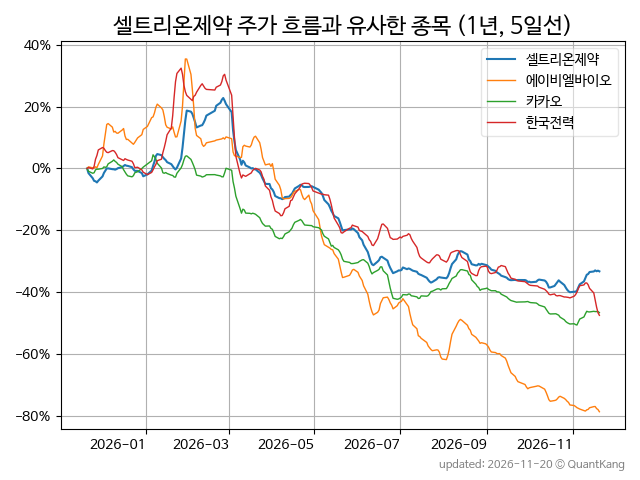 셀트리온제약 주가 흐름과 유사한 종목 (1년, 5일선)
40%
20%
0%
−20%
−40%
−60%
−80%
셀트리온제약
에이비엘바이오
카카오
한국전력
2026-01
2026-03
2026-05
2026-07
2026-09
2026-11
updated: 2026-11-20 © QuantKang